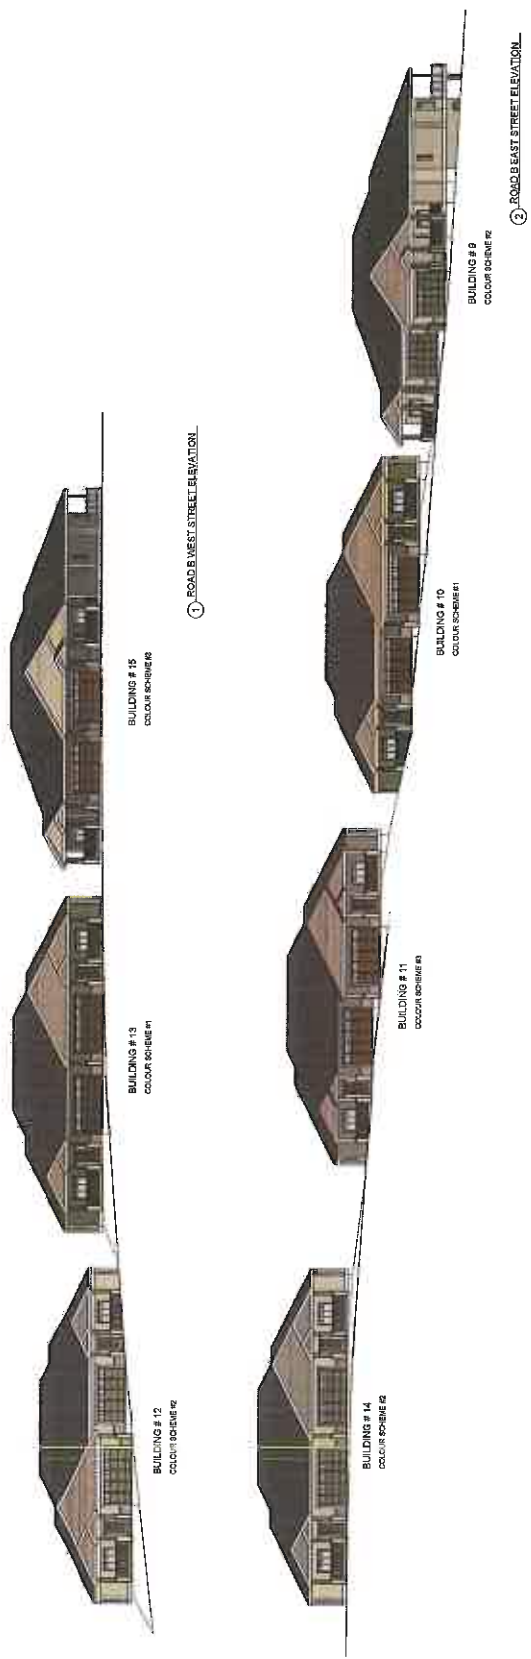 BUILDING # 12
COLOUR SCHEME #2
BUILDING # 13
COLOUR SCHEME #1
BUILDING # 15
COLOUR SCHEME #3
1 ROAD B WEST STREET ELEVATION
BUILDING # 14
COLOUR SCHEME #2
BUILDING # 11
COLOUR SCHEME #3
BUILDING # 10
COLOUR SCHEME #1
BUILDING # 9
COLOUR SCHEME #2
2 ROAD B EAST STREET ELEVATION